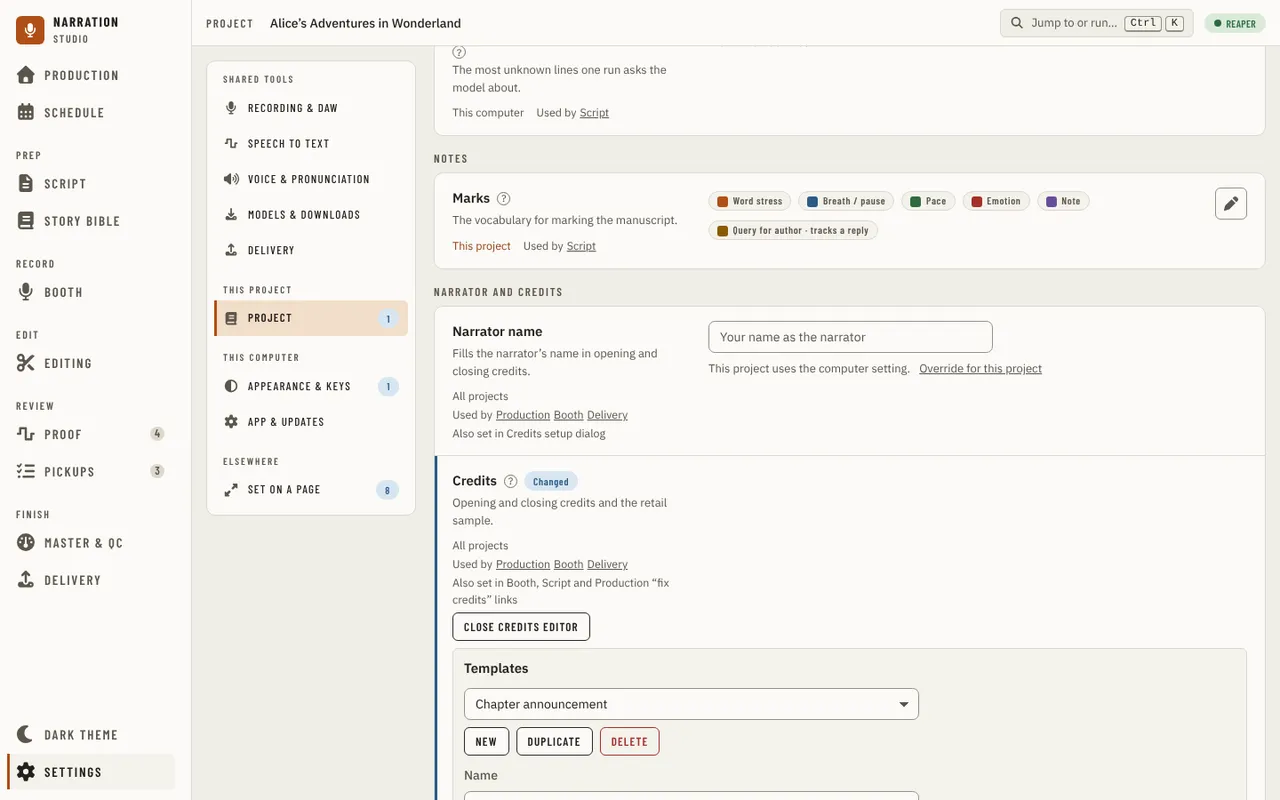 NARRATION
STUDIO
PRODUCTION
SCHEDULE
PREP
SCRIPT
STORY BIBLE
RECORD
BOOTH
EDIT
EDITING
REVIEW
PROOF 4
PICKUPS 3
FINISH
MASTER & QC
DELIVERY
DARK THEME
SETTINGS
PROJECT Alice’s Adventures in Wonderland
Jump to or run... Ctrl K
REAPER
SHARED TOOLS
RECORDING & DAW
SPEECH TO TEXT
VOICE & PRONUNCIATION
MODELS & DOWNLOADS
DELIVERY
THIS PROJECT
PROJECT 1
THIS COMPUTER
APPEARANCE & KEYS 1
APP & UPDATES
ELSEWHERE
SET ON A PAGE 8
?
The most unknown lines one run asks the
model about.
This computer Used by Script
NOTES
Marks ?
The vocabulary for marking the manuscript.
This project Used by Script
Word stress Breath / pause Pace Emotion Note
Query for author · tracks a reply
NARRATOR AND CREDITS
Narrator name
Fills the narrator’s name in opening and
closing credits.
All projects
Used by Production Booth Delivery
Also set in Credits setup dialog
Your name as the narrator
This project uses the computer setting. Override for this project
Credits ? Changed
Opening and closing credits and the retail
sample.
All projects
Used by Production Booth Delivery
Also set in Booth, Script and Production “fix
credits” links
CLOSE CREDITS EDITOR
Templates
Chapter announcement
NEW DUPLICATE DELETE
Name